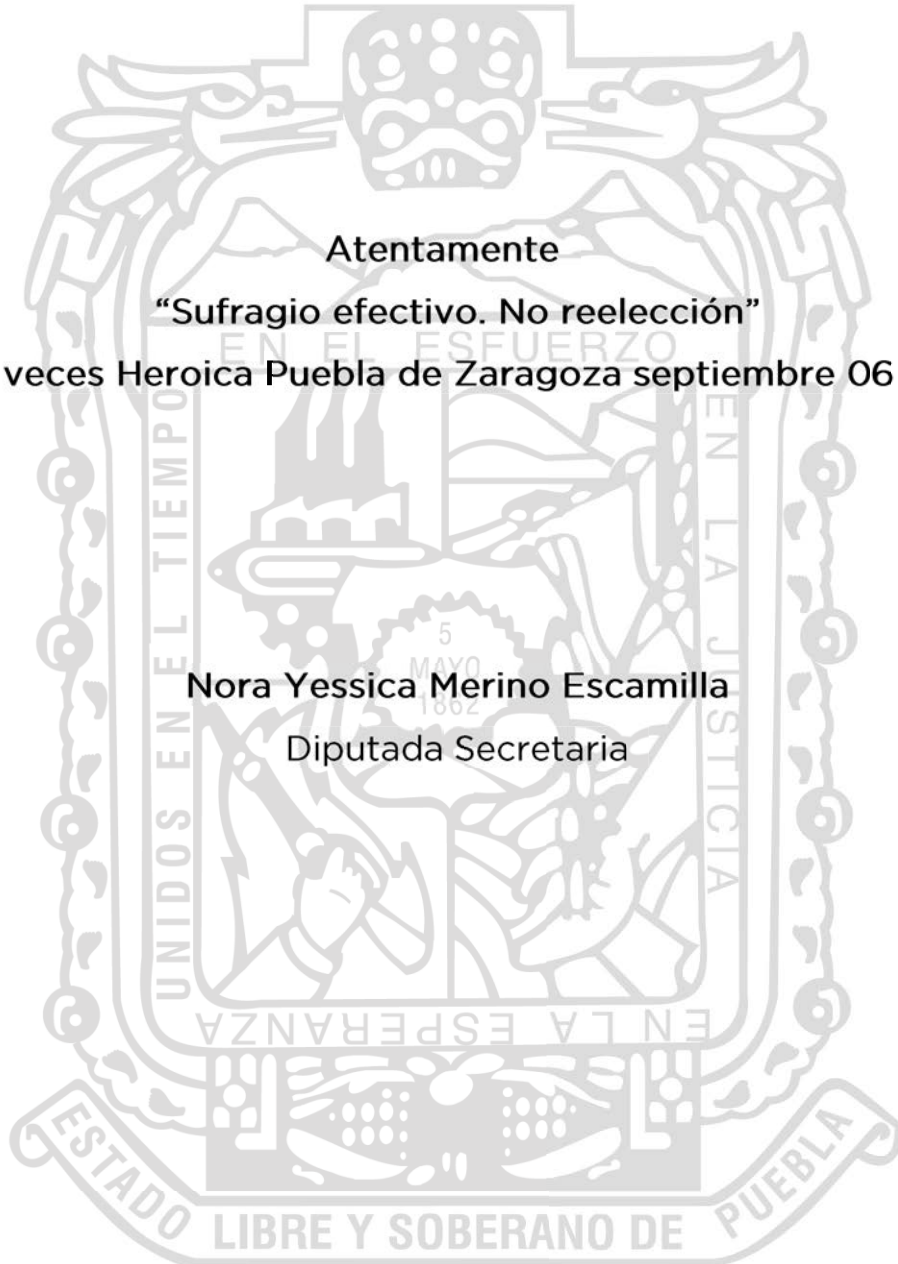 Atentamente
“Sufragio efectivo. No reelección”
EN EL ESFUERZO
veces Heroica Puebla de Zaragoza septiembre 06
UNIDOS EN EL TIEMPO
EN LA JUSTICIA
5
MAYO
1862
Nora Yessica Merino Escamilla
Diputada Secretaria
EN LA ESPERANZA
ESTADO LIBRE Y SOBERANO DE PUEBLA